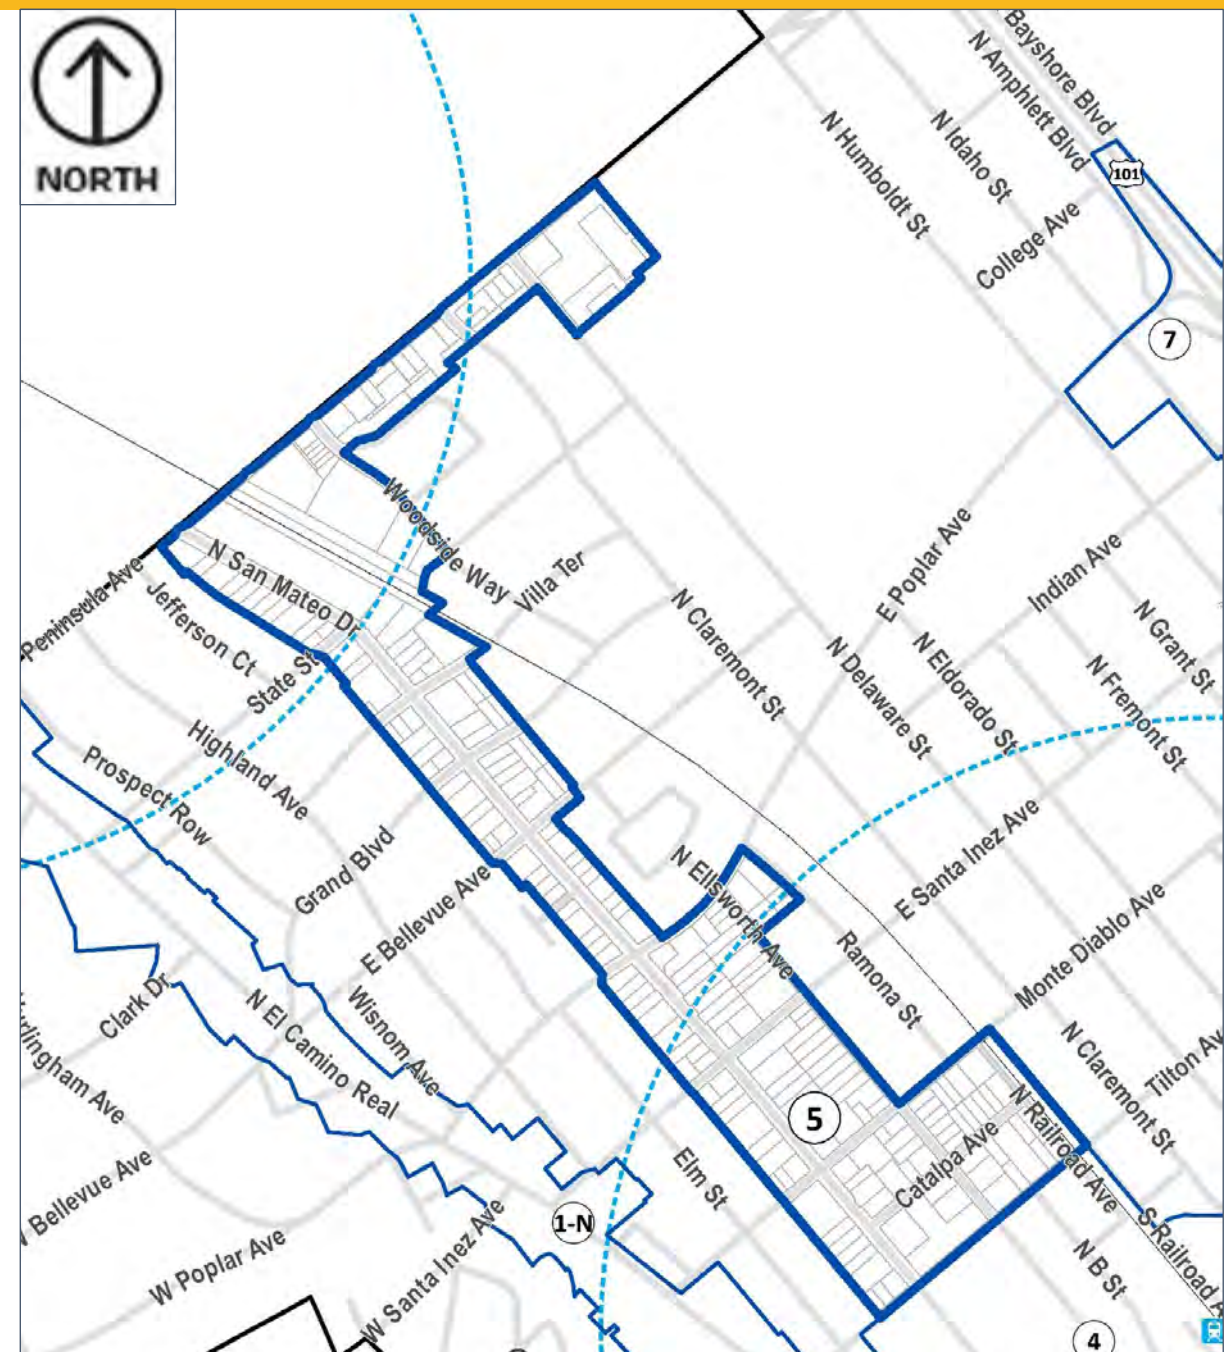 NORTH
Bayshore Blvd
N Amphlett Blvd
101
N Humboldt St
N Idaho St
College Ave
7
Woodside Way
N San Mateo Dr
Villa Ter
E Poplar Ave
Indian Ave
Peninsula Ave
Jefferson Ct
State St
N Claremont St
N Delaware St
N Eldorado St
N Grant St
N Fremont St
Highland Ave
Prospect Row
Grand Blvd
E Bellevue Ave
N Ellsworth Ave
E Santa Inez Ave
Ramona St
Monte Diablo Ave
Clark Dr
N El Camino Real
Wisnom Ave
N Claremont St
Tilton Av
5
N Railroad Ave
Catalpa Ave
Elm St
Bellevue Ave
1-N
W Poplar Ave
W Santa Inez Ave
N B St
S Railroad A
4